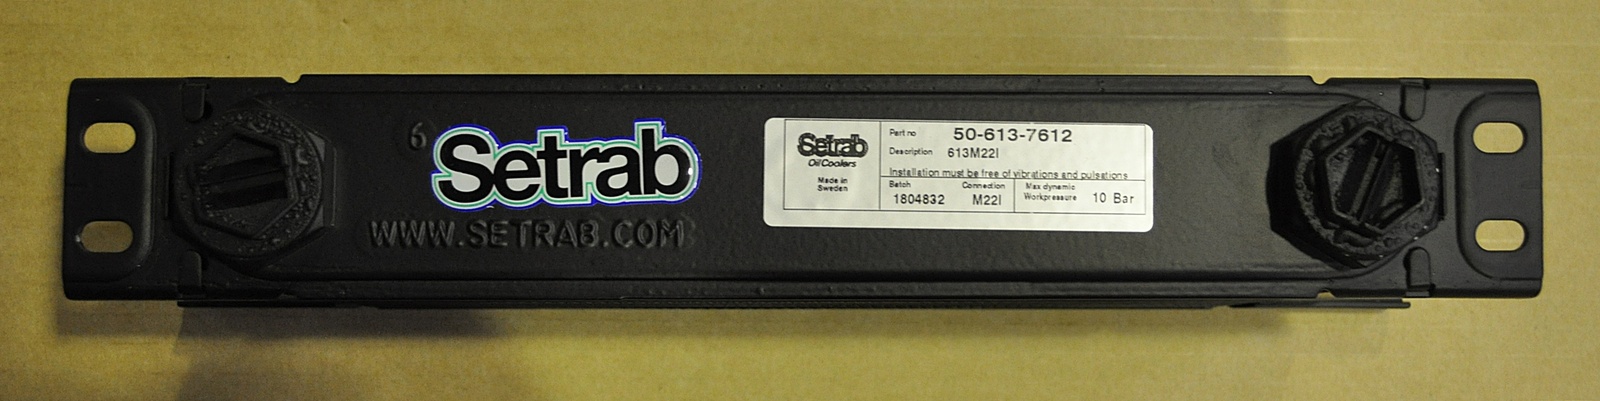 6
Setrab
WWW.SETRAB.COM
Setrab
Oil Coolers
Made in
Sweden
Part no 50-613-7612
Description 613M22I
Installation must be free of vibrations and pulsations
Batch
1804832
Connection
M22I
Max dynamic
Workpressure 10 Bar